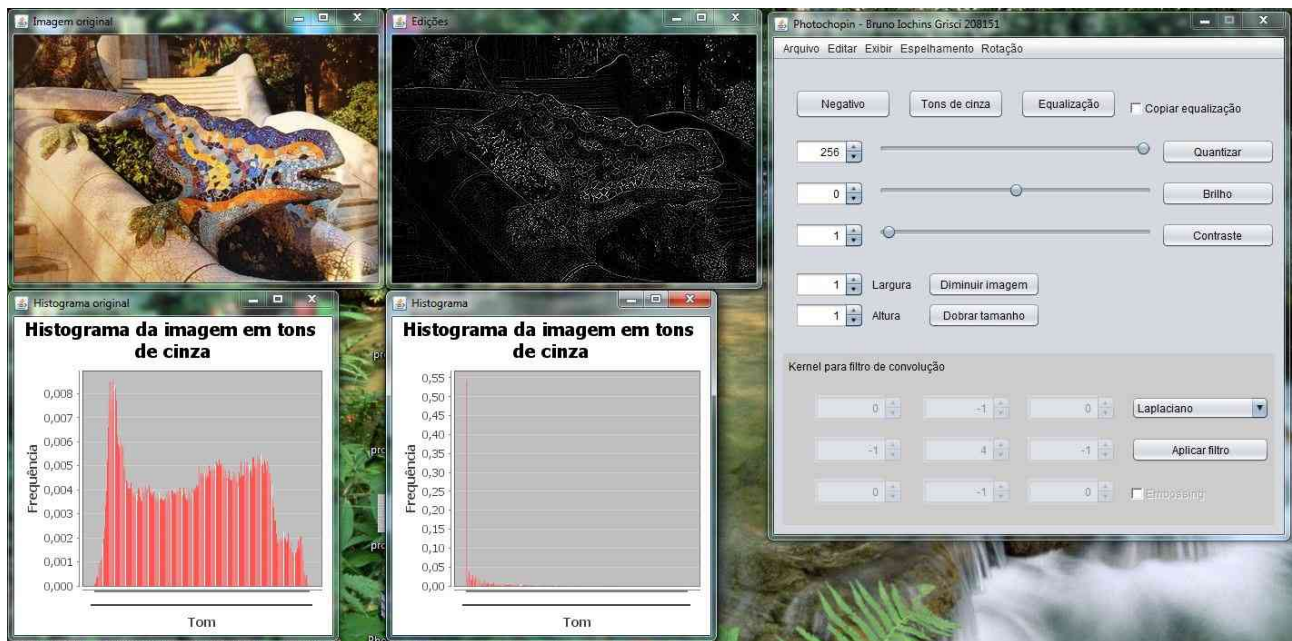 Imagem original
Edições
Photochopin - Bruno Iochins Grisci 208151
Arquivo Editar Exibir Espelhamento Rotação
Negativo Tons de cinza Equalização Copiar equalização
256 Quantizar
0 Brilho
1 Contraste
1 Largura Diminuir imagem
1 Altura Dobrar tamanho
Kernel para filtro de convolução
0 -1 0 Laplaciano
-1 4 -1 Aplicar filtro
0 -1 0 Embossing
Histograma original
Histograma da imagem em tons
de cinza
0,008
0,007
0,006
0,005
0,004
0,003
0,002
0,001
0,000
Frequência
Tom
Histograma
Histograma da imagem em tons
de cinza
0,55
0,50
0,45
0,40
0,35
0,30
0,25
0,20
0,15
0,10
0,05
0,00
Frequência
Tom